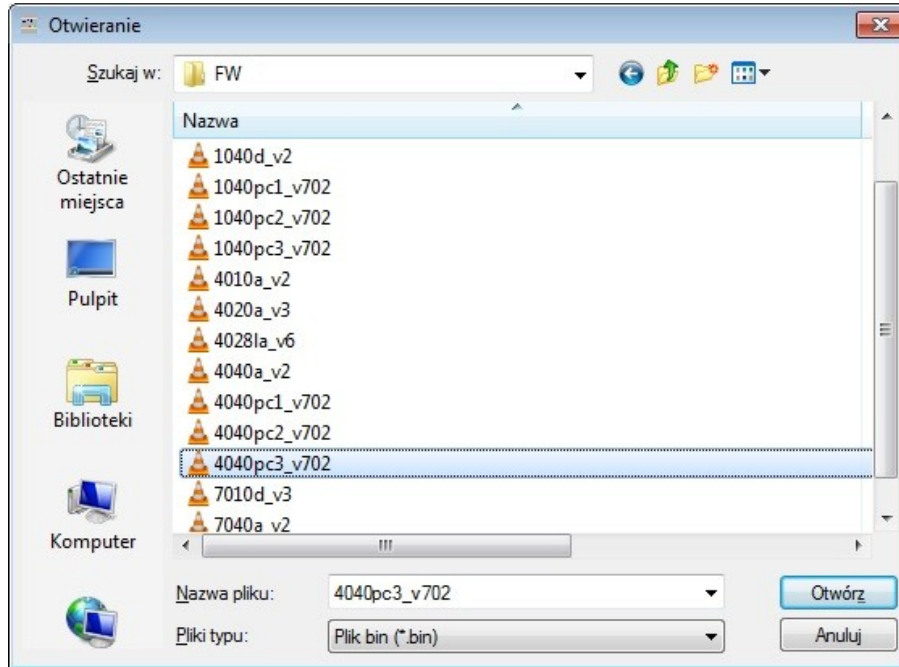 Otwieranie
Szukaj w: FW
Nazwa
1040d_v2
1040pc1_v702
1040pc2_v702
1040pc3_v702
4010a_v2
4020a_v3
4028la_v6
4040a_v2
4040pc1_v702
4040pc2_v702
4040pc3_v702
7010d_v3
7040a_v2
Ostatnie
miejsca
Pulpit
Biblioteki
Komputer
Nazwa pliku: 4040pc3_v702 Otwórz
Pliki typu: Plik bin (*.bin) Anuluj